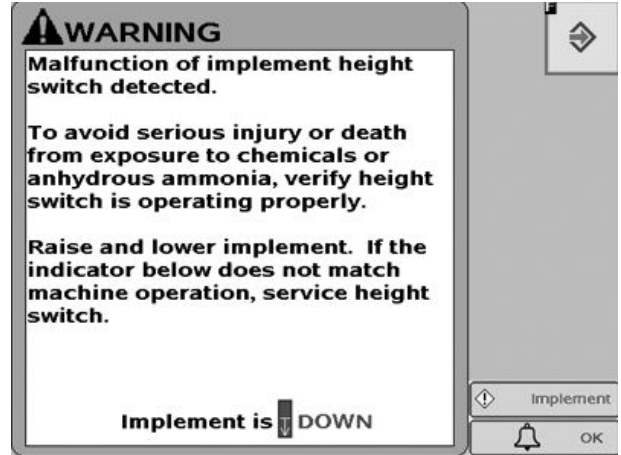 WARNING
Malfunction of implement height
switch detected.
To avoid serious injury or death
from exposure to chemicals or
anhydrous ammonia, verify height
switch is operating properly.
Raise and lower implement. If the
indicator below does not match
machine operation, service height
switch.
Implement is DOWN
F
Implement
OK